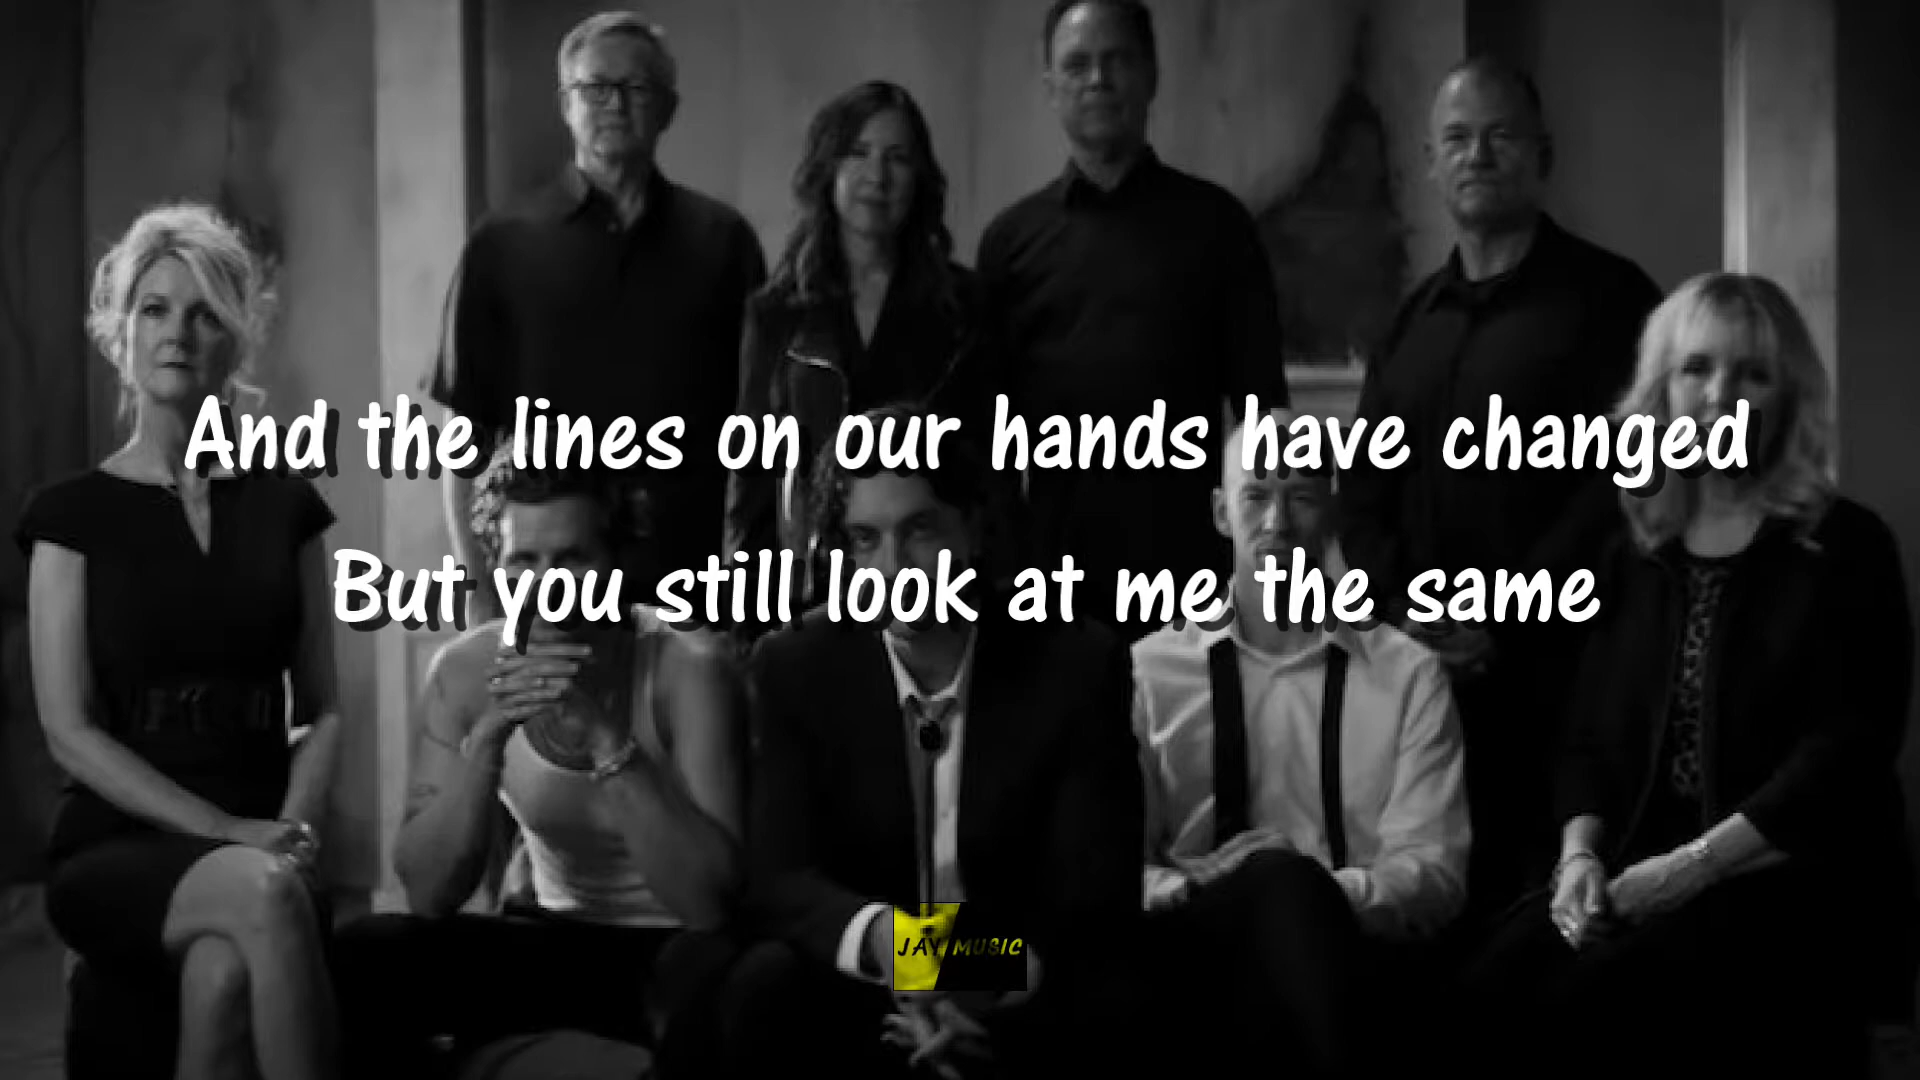 And the lines on our hands have changed
But you still look at me the same
JAY MUSIC